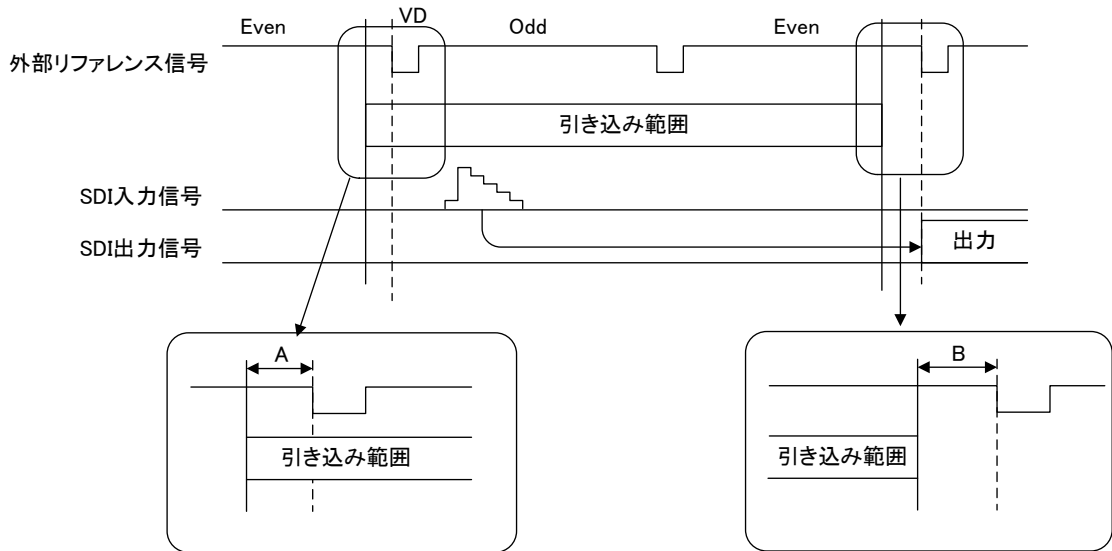 VD
Even
Odd
Even
外部リファレンス信号
引き込み範囲
SDI入力信号
SDI出力信号
出力
A
引き込み範囲
B
引き込み範囲